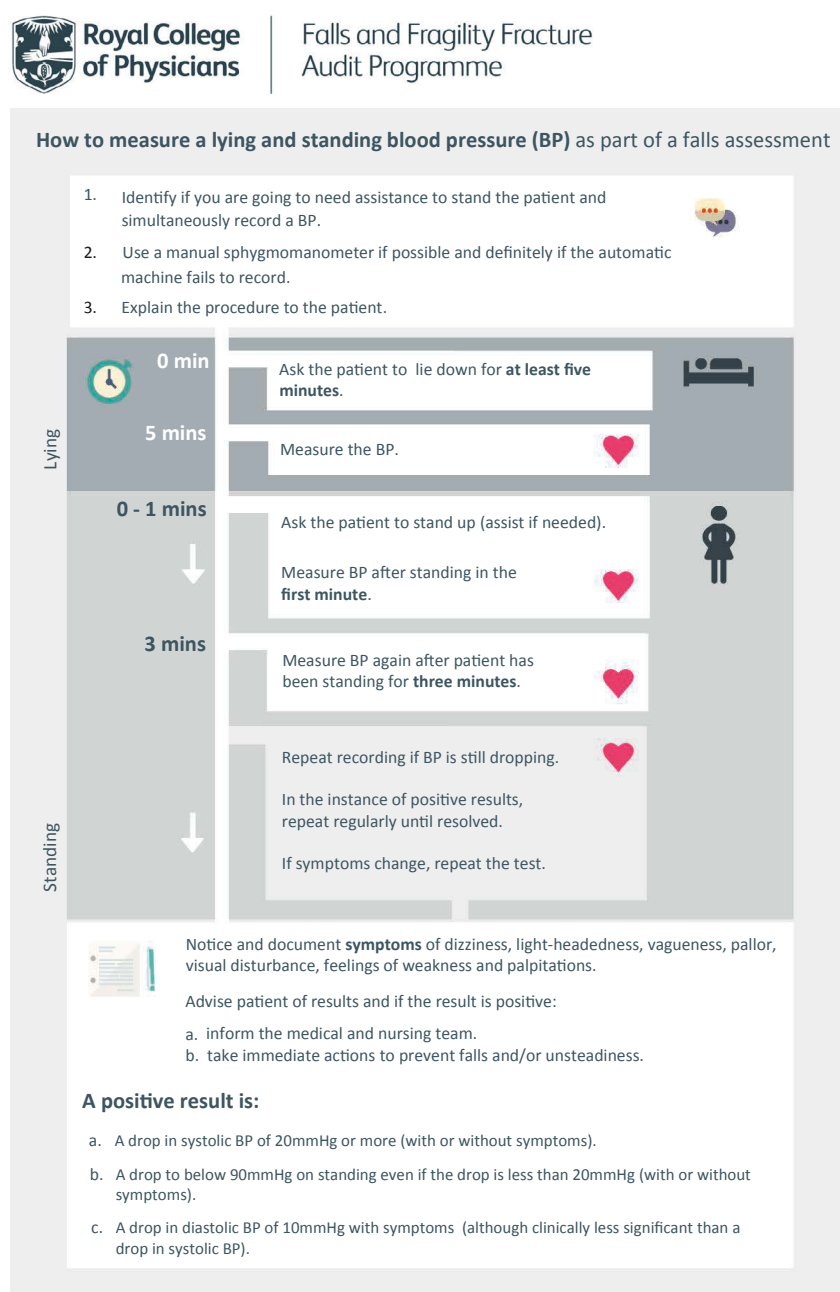 Royal College
of Physicians
Falls and Fragility Fracture
Audit Programme
How to measure a lying and standing blood pressure (BP) as part of a falls assessment
1. Identify if you are going to need assistance to stand the patient and
simultaneously record a BP.
2. Use a manual sphygmomanometer if possible and definitely if the automatic
machine fails to record.
3. Explain the procedure to the patient.
Lying
0 min
Ask the patient to lie down for at least five
minutes.
5 mins
Measure the BP.
Standing
0 - 1 mins
Ask the patient to stand up (assist if needed).
Measure BP after standing in the
first minute.
3 mins
Measure BP again after patient has
been standing for three minutes.
Repeat recording if BP is still dropping.
In the instance of positive results,
repeat regularly until resolved.
If symptoms change, repeat the test.
Notice and document symptoms of dizziness, light-headedness, vagueness, pallor,
visual disturbance, feelings of weakness and palpitations.
Advise patient of results and if the result is positive:
a. inform the medical and nursing team.
b. take immediate actions to prevent falls and/or unsteadiness.
A positive result is:
a. A drop in systolic BP of 20mmHg or more (with or without symptoms).
b. A drop to below 90mmHg on standing even if the drop is less than 20mmHg (with or without
symptoms).
c. A drop in diastolic BP of 10mmHg with symptoms (although clinically less significant than a
drop in systolic BP).